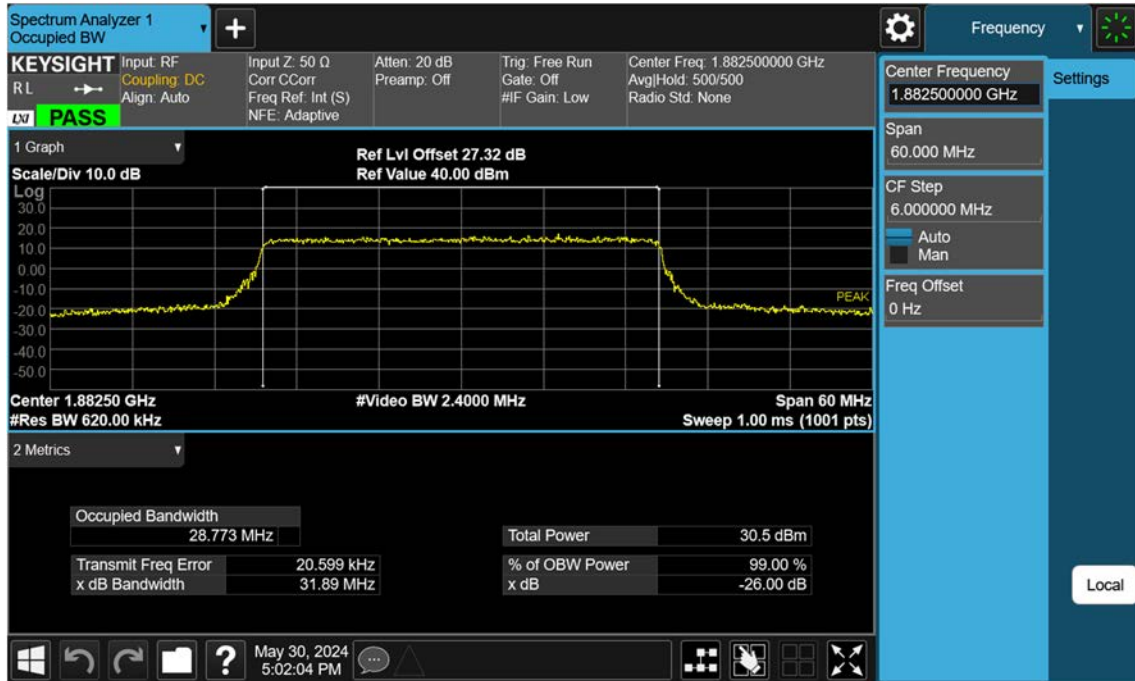 Spectrum Analyzer 1
Occupied BW
+
Frequency
KEYSIGHT
RL
LXI PASS
Input: RF
Coupling: DC
Align: Auto
Input Z: 50 Ω
Corr CCorr
Freq Ref: Int (S)
NFE: Adaptive
Atten: 20 dB
Preamp: Off
Trig: Free Run
Gate: Off
#IF Gain: Low
Center Freq: 1.882500000 GHz
Avg|Hold: 500/500
Radio Std: None
Center Frequency
1.882500000 GHz
Settings
Span
60.000 MHz
CF Step
6.000000 MHz
Auto
Man
Freq Offset
0 Hz
Local
1 Graph
Scale/Div 10.0 dB
Ref Lvl Offset 27.32 dB
Ref Value 40.00 dBm
Log
30.0
20.0
10.0
0.00
-10.0
-20.0
-30.0
-40.0
-50.0
PEAK
Center 1.88250 GHz #Video BW 2.4000 MHz Span 60 MHz
#Res BW 620.00 kHz Sweep 1.00 ms (1001 pts)
2 Metrics
Occupied Bandwidth
28.773 MHz
Total Power 30.5 dBm
Transmit Freq Error 20.599 kHz % of OBW Power 99.00 %
x dB Bandwidth 31.89 MHz x dB -26.00 dB
?
May 30, 2024
5:02:04 PM